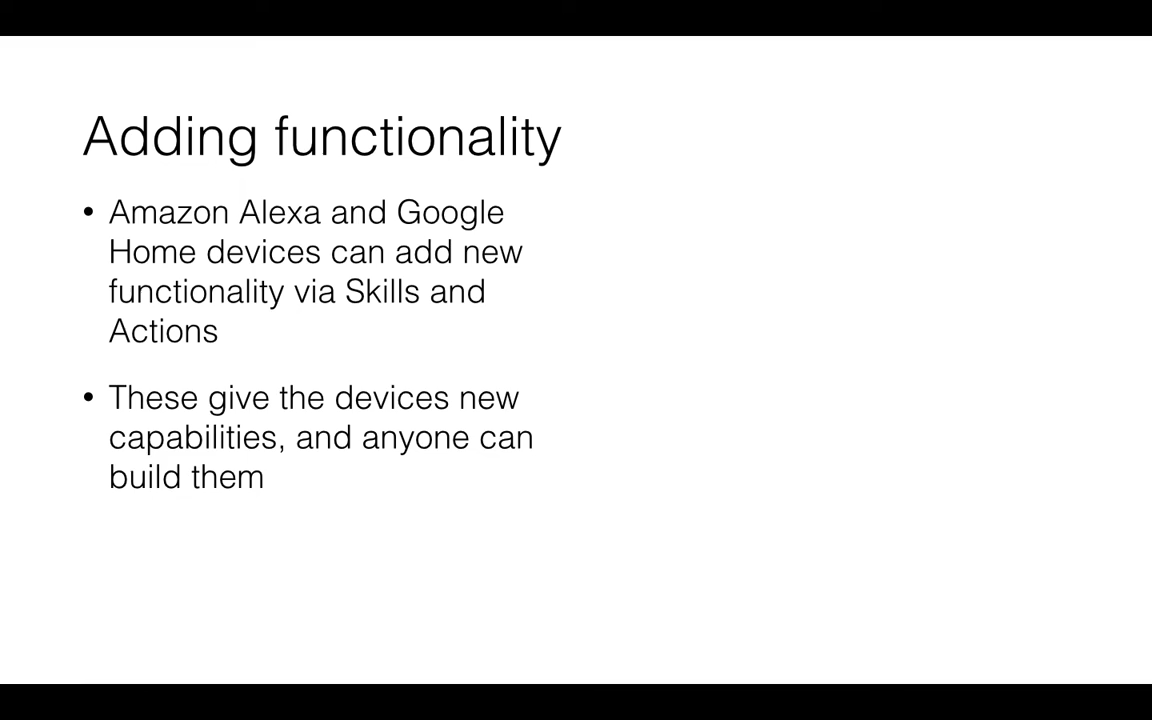 Adding functionality
• Amazon Alexa and Google
Home devices can add new
functionality via Skills and
Actions
• These give the devices new
capabilities, and anyone can
build them